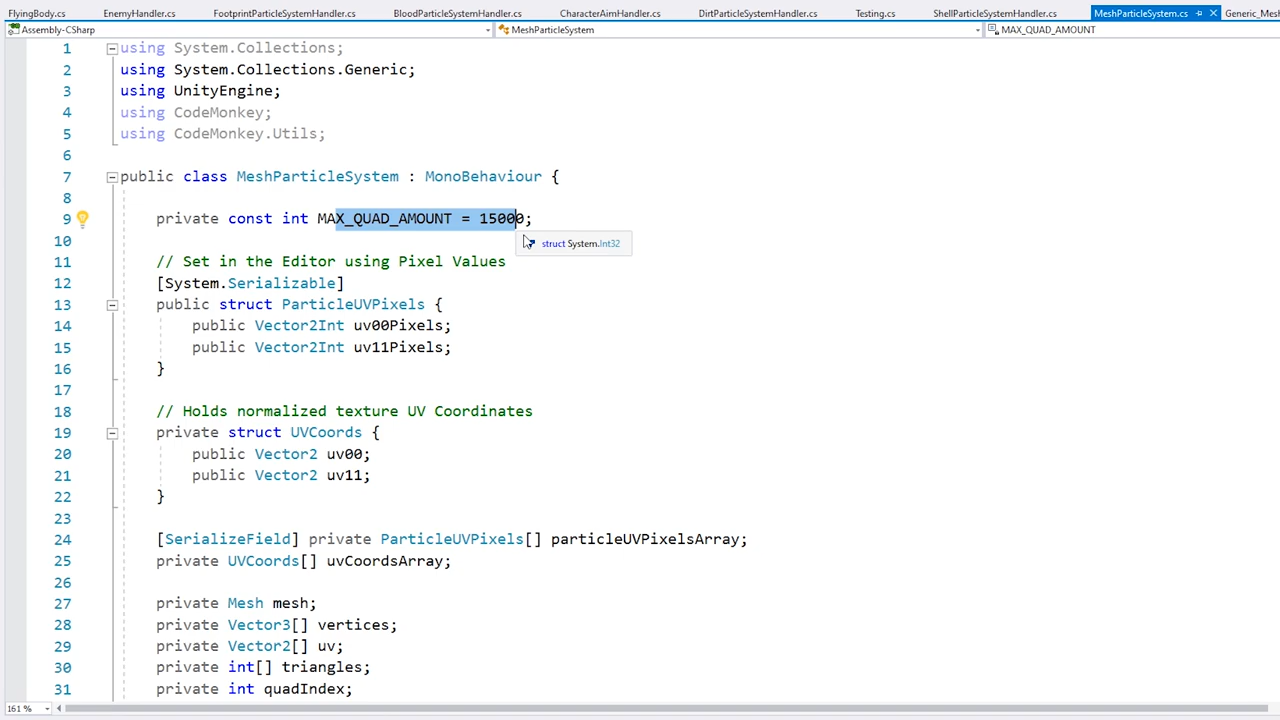 FlyingBody.cs EnemyHandler.cs FootprintParticleSystemHandler.cs BloodParticleSystemHandler.cs CharacterAimHandler.cs DirtParticleSystemHandler.cs Testing.cs ShellParticleSystemHandler.cs MeshParticleSystem.cs Generic_Mes
Assembly-CSharp MeshParticleSystem MAX_QUAD_AMOUNT
1 using System.Collections;
2 using System.Collections.Generic;
3 using UnityEngine;
4 using CodeMonkey;
5 using CodeMonkey.Utils;
6
7 public class MeshParticleSystem : MonoBehaviour {
8
9 private const int MAX_QUAD_AMOUNT = 15000;
10
struct System.Int32
11 // Set in the Editor using Pixel Values
12 [System.Serializable]
13 public struct ParticleUVPixels {
14 public Vector2Int uv00Pixels;
15 public Vector2Int uv11Pixels;
16 }
17
18 // Holds normalized texture UV Coordinates
19 private struct UVCoords {
20 public Vector2 uv00;
21 public Vector2 uv11;
22 }
23
24 [SerializeField] private ParticleUVPixels[] particleUVPixelsArray;
25 private UVCoords[] uvCoordsArray;
26
27 private Mesh mesh;
28 private Vector3[] vertices;
29 private Vector2[] uv;
30 private int[] triangles;
31 private int quadIndex;
161 %